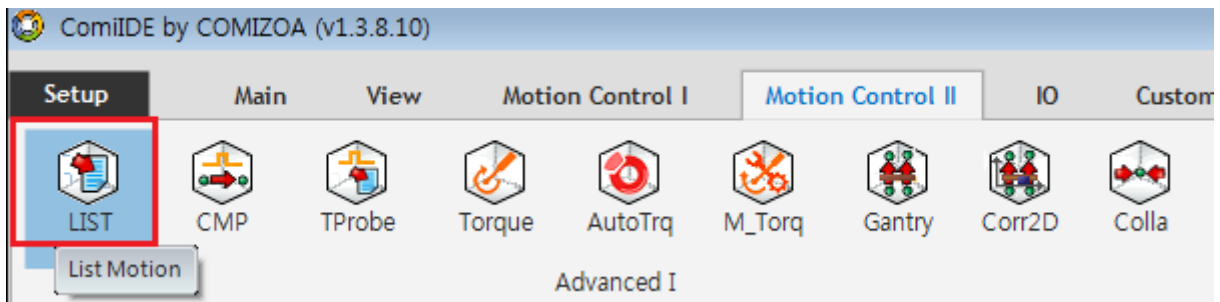 ComiIDE by COMIZOA (v1.3.8.10)
Setup Main View Motion Control I Motion Control II IO Custom
LIST CMP TProbe Torque AutoTrq M_Torq Gantry Corr2D Colla
List Motion
Advanced I